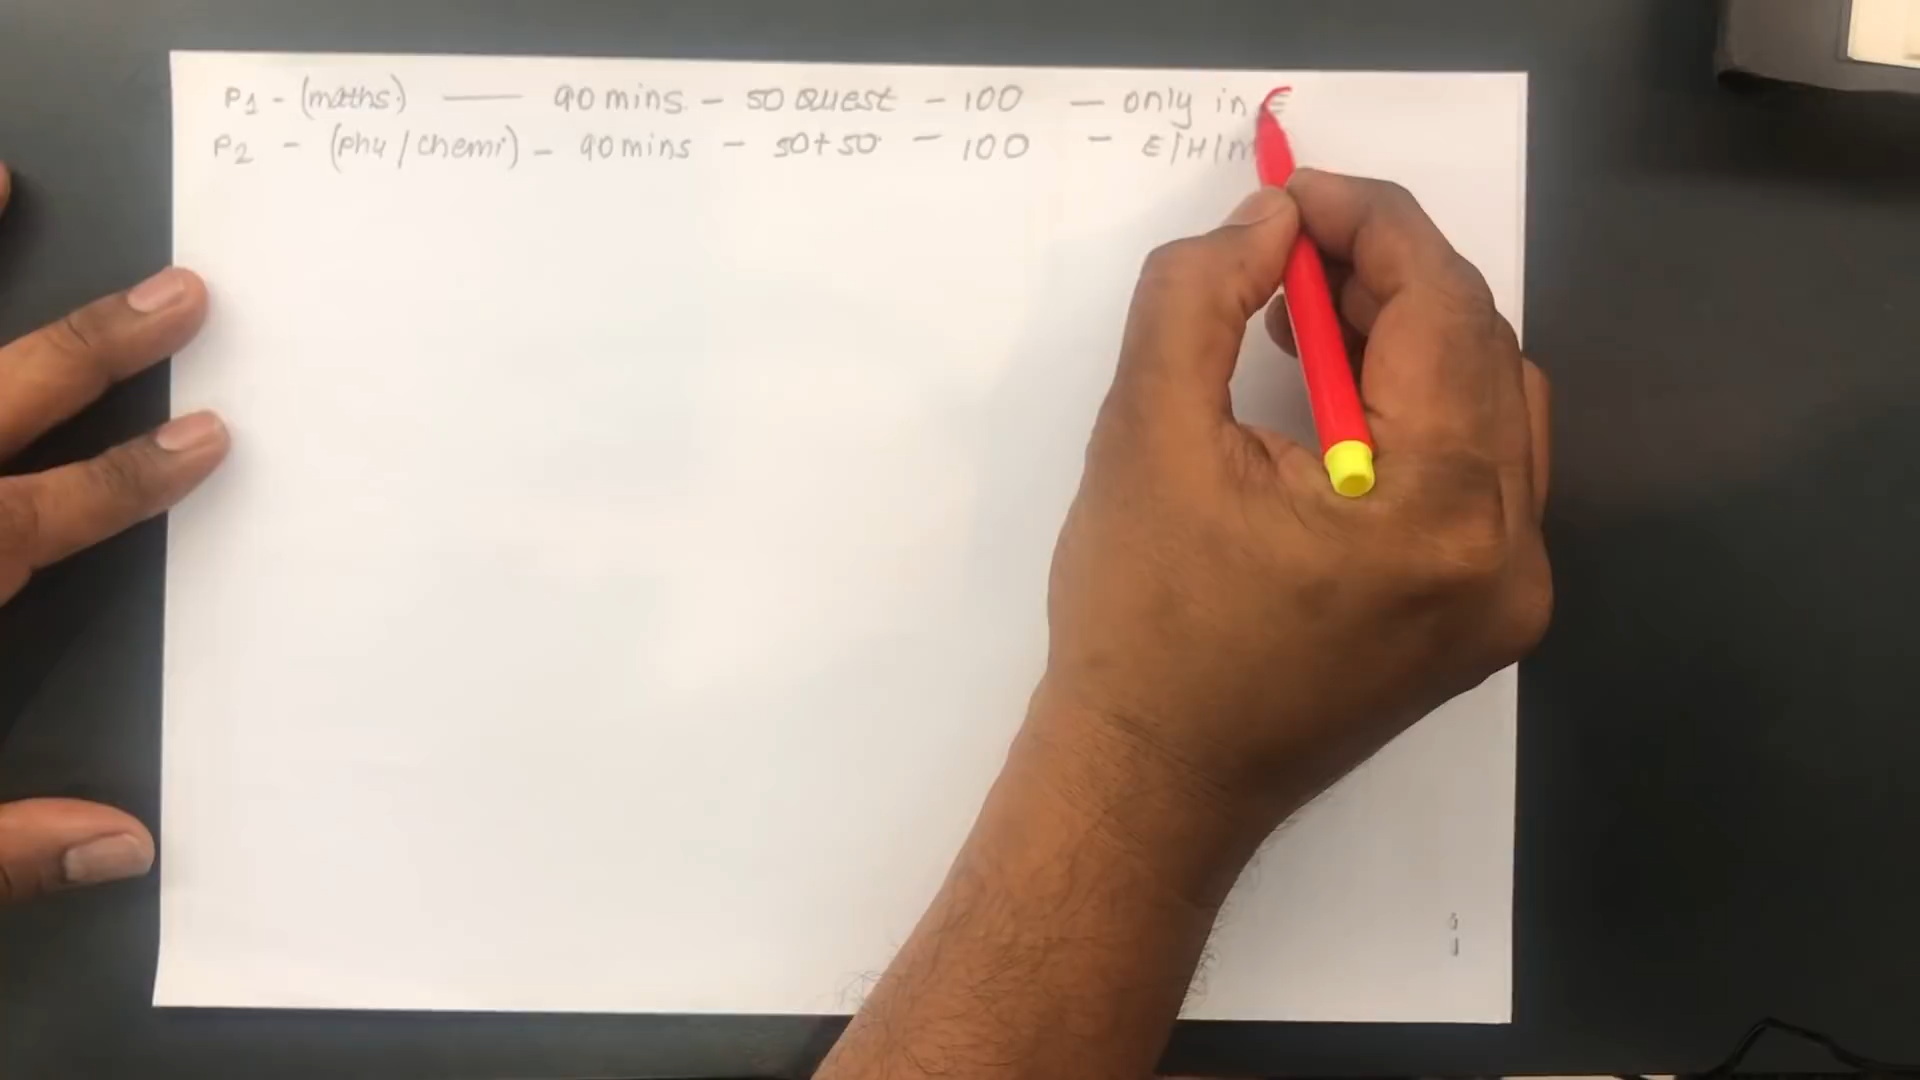 P1 - (maths) — 90 mins. - 50 Quest - 100 - only in E
P2 - (phy / chemi) - 90 mins - 50 + 50 - 100 - E / H / M